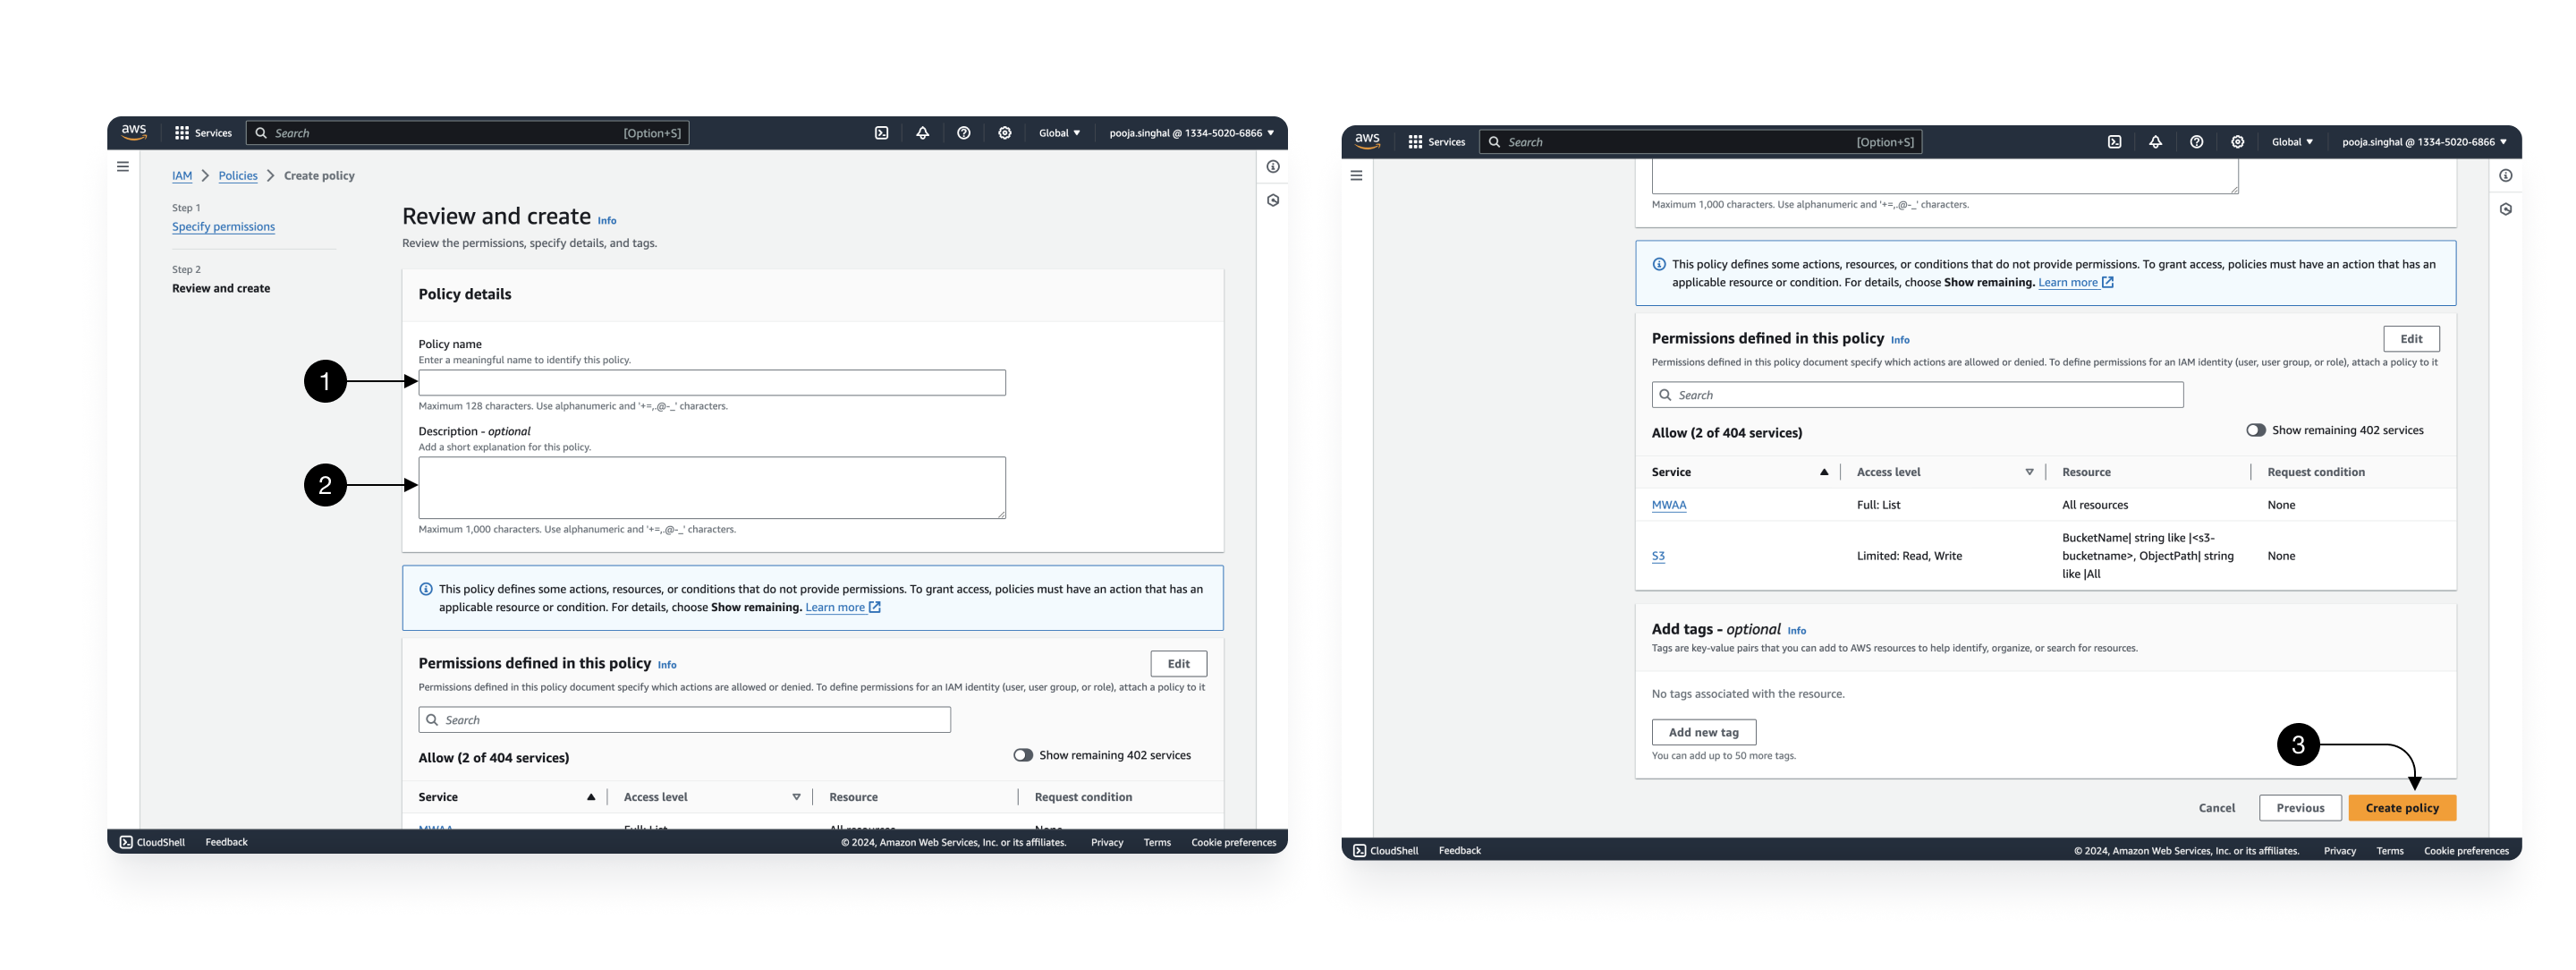 aws
Services
Search
[Option+S]
Global
pooja.singhal @ 1334-5020-6866
IAM
Policies
Create policy
Step 1
Specify permissions
Step 2
Review and create
Review and create Info
Review the permissions, specify details, and tags.
Policy details
Policy name
Enter a meaningful name to identify this policy.
1
Maximum 128 characters. Use alphanumeric and '+=,.@-_' characters.
Description - optional
Add a short explanation for this policy.
2
Maximum 1,000 characters. Use alphanumeric and '+=,.@-_' characters.
This policy defines some actions, resources, or conditions that do not provide permissions. To grant access, policies must have an action that has an
applicable resource or condition. For details, choose Show remaining. Learn more
Permissions defined in this policy Info
Edit
Permissions defined in this policy document specify which actions are allowed or denied. To define permissions for an IAM identity (user, user group, or role), attach a policy to it
Search
Allow (2 of 404 services)
Show remaining 402 services
Service
Access level
Resource
Request condition
MWAA
Full: List
All resources
None
CloudShell
Feedback
© 2024, Amazon Web Services, Inc. or its affiliates.
Privacy
Terms
Cookie preferences
aws
Services
Search
[Option+S]
Global
pooja.singhal @ 1334-5020-6866
Maximum 1,000 characters. Use alphanumeric and '+=,.@-_' characters.
This policy defines some actions, resources, or conditions that do not provide permissions. To grant access, policies must have an action that has an
applicable resource or condition. For details, choose Show remaining. Learn more
Permissions defined in this policy Info
Edit
Permissions defined in this policy document specify which actions are allowed or denied. To define permissions for an IAM identity (user, user group, or role), attach a policy to it
Search
Allow (2 of 404 services)
Show remaining 402 services
Service
Access level
Resource
Request condition
MWAA
Full: List
All resources
None
S3
Limited: Read, Write
BucketName| string like |<s3-
bucketname>, ObjectPath| string
like |All
None
Add tags - optional Info
Tags are key-value pairs that you can add to AWS resources to help identify, organize, or search for resources.
No tags associated with the resource.
Add new tag
You can add up to 50 more tags.
3
Cancel
Previous
Create policy
CloudShell
Feedback
© 2024, Amazon Web Services, Inc. or its affiliates.
Privacy
Terms
Cookie preferences